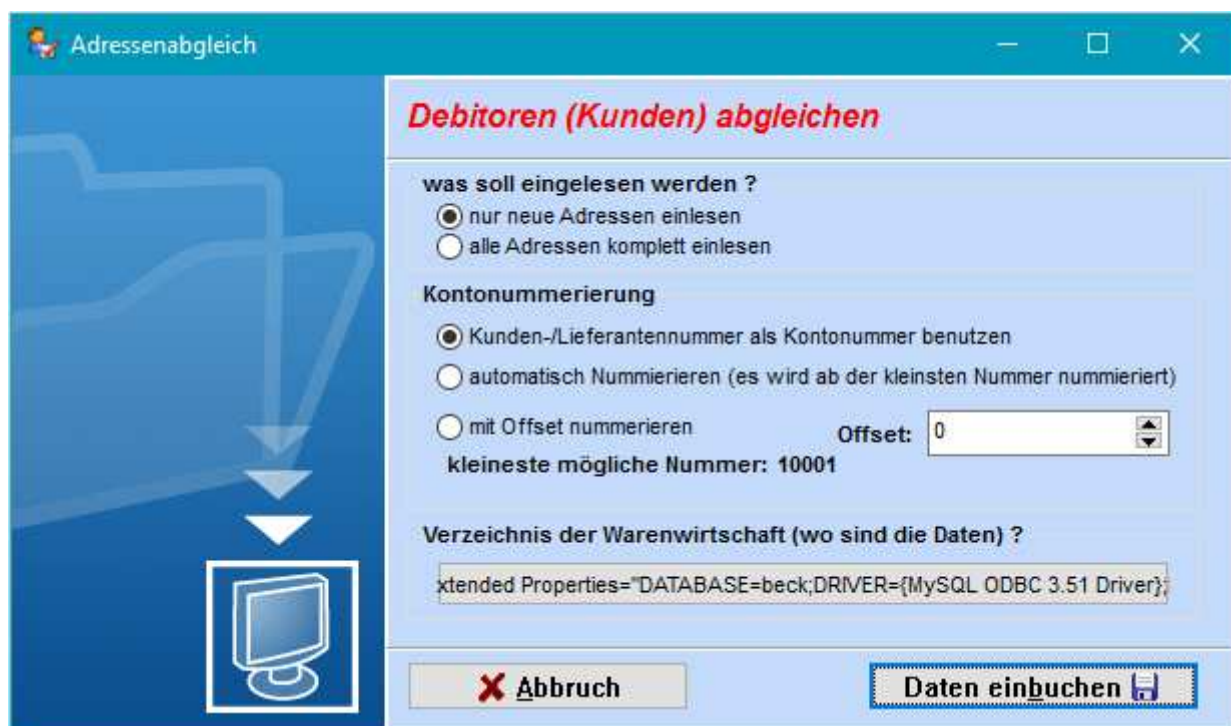 Adressenabgleich
Debitoren (Kunden) abgleichen
was soll eingelesen werden ?
nur neue Adressen einlesen
alle Adressen komplett einlesen
Kontonummerierung
Kunden-/Lieferantennummer als Kontonummer benutzen
automatisch Nummierieren (es wird ab der kleinsten Nummer nummieriert)
mit Offset nummerieren Offset: 0
kleineste mögliche Nummer: 10001
Verzeichnis der Warenwirtschaft (wo sind die Daten) ?
xtended Properties="DATABASE=beck;DRIVER={MySQL ODBC 3.51 Driver};
Abbruch Daten einbuchen